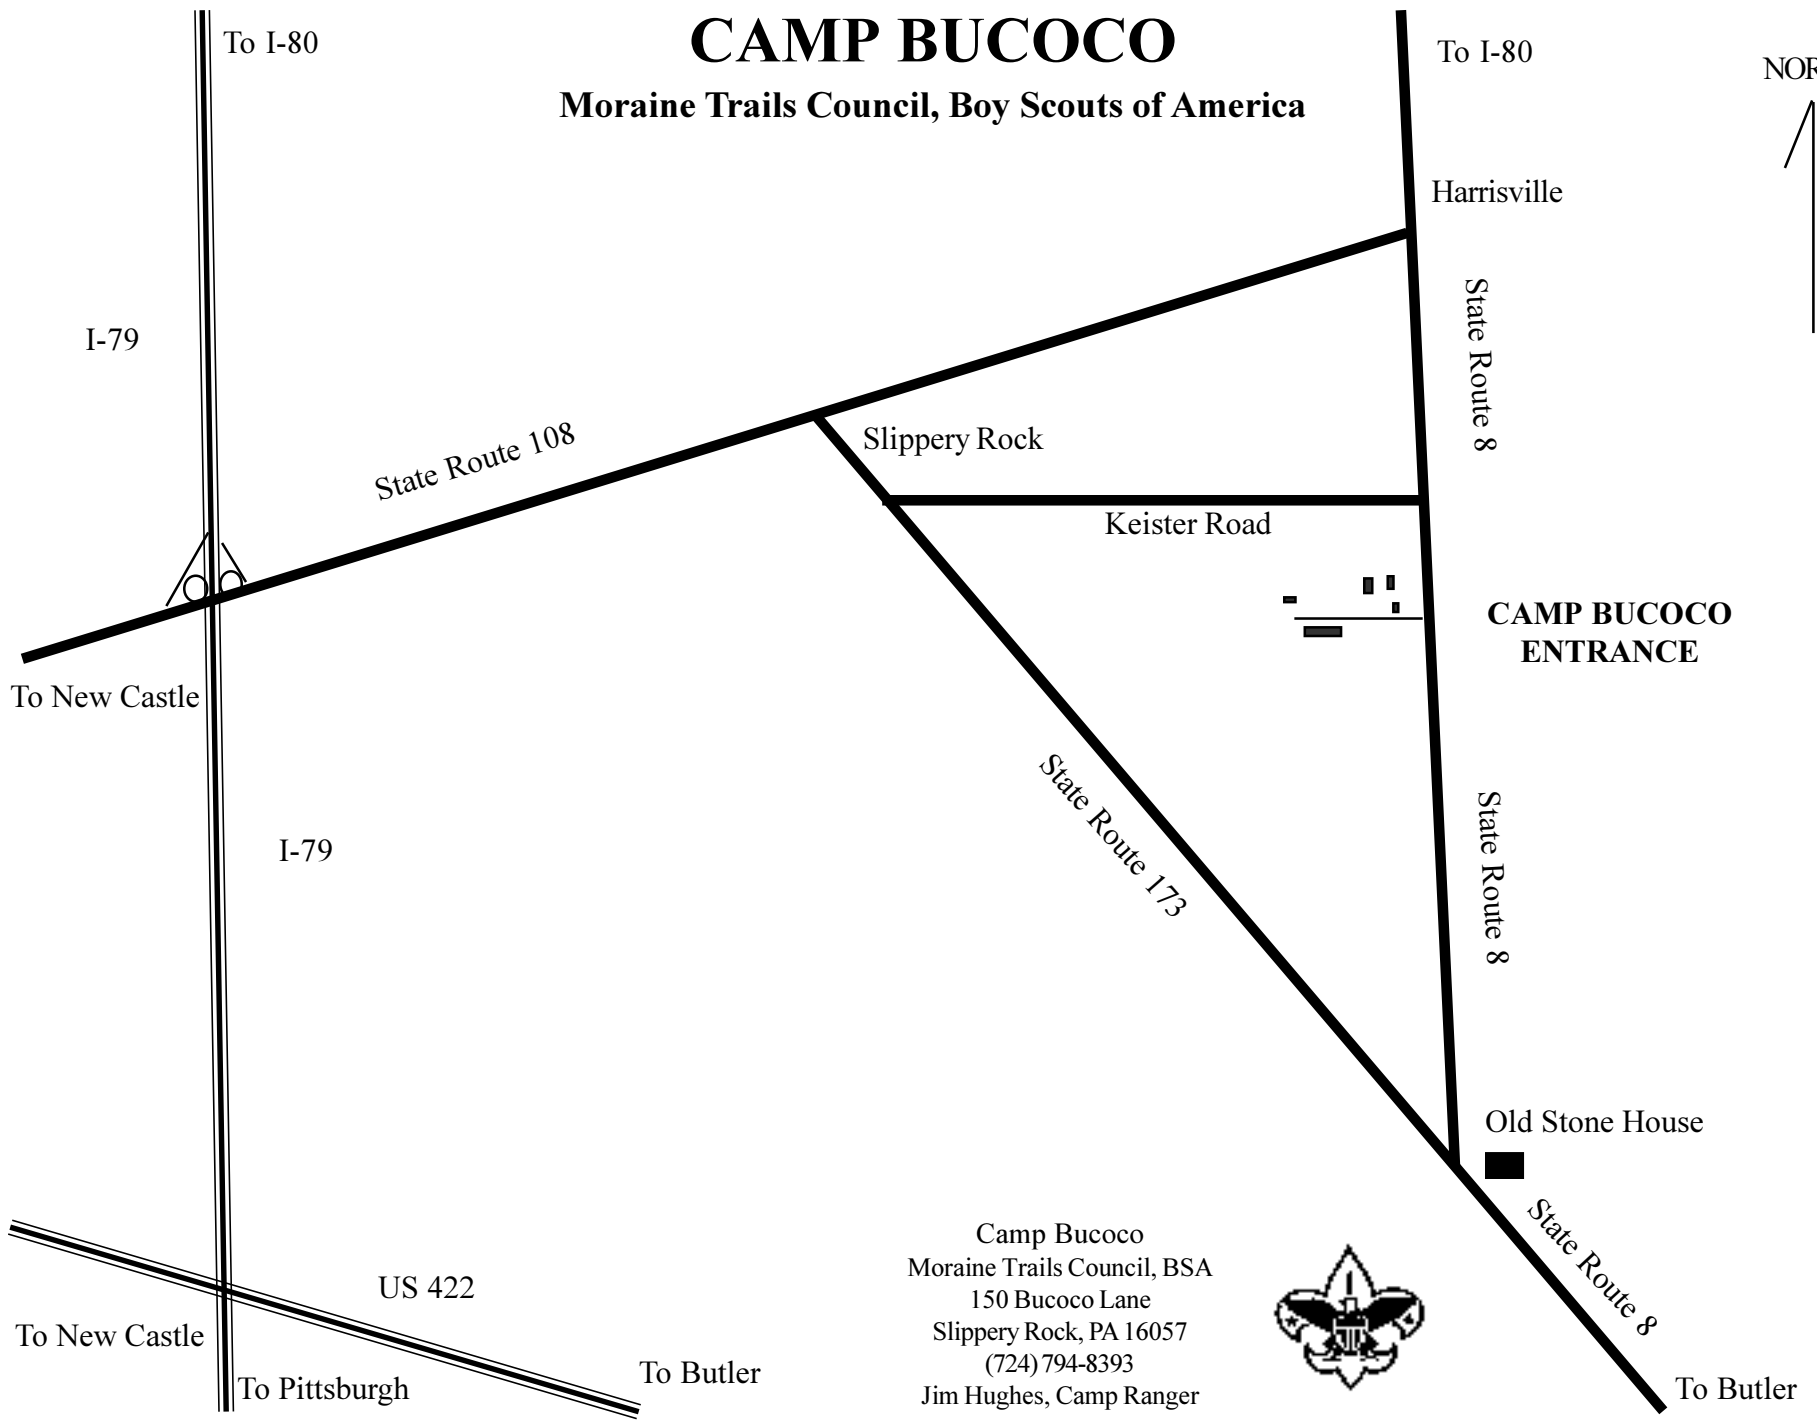 CAMP BUCOCO
Moraine Trails Council, Boy Scouts of America
To I-80
To I-80
NOR
Harrisville
I-79
State Route 8
State Route 108
Slippery Rock
Keister Road
CAMP BUCOCO
ENTRANCE
To New Castle
I-79
State Route 173
State Route 8
Old Stone House
State Route 8
US 422
To New Castle
To Pittsburgh
To Butler
Camp Bucoco
Moraine Trails Council, BSA
150 Bucoco Lane
Slippery Rock, PA 16057
(724) 794-8393
Jim Hughes, Camp Ranger
To Butler